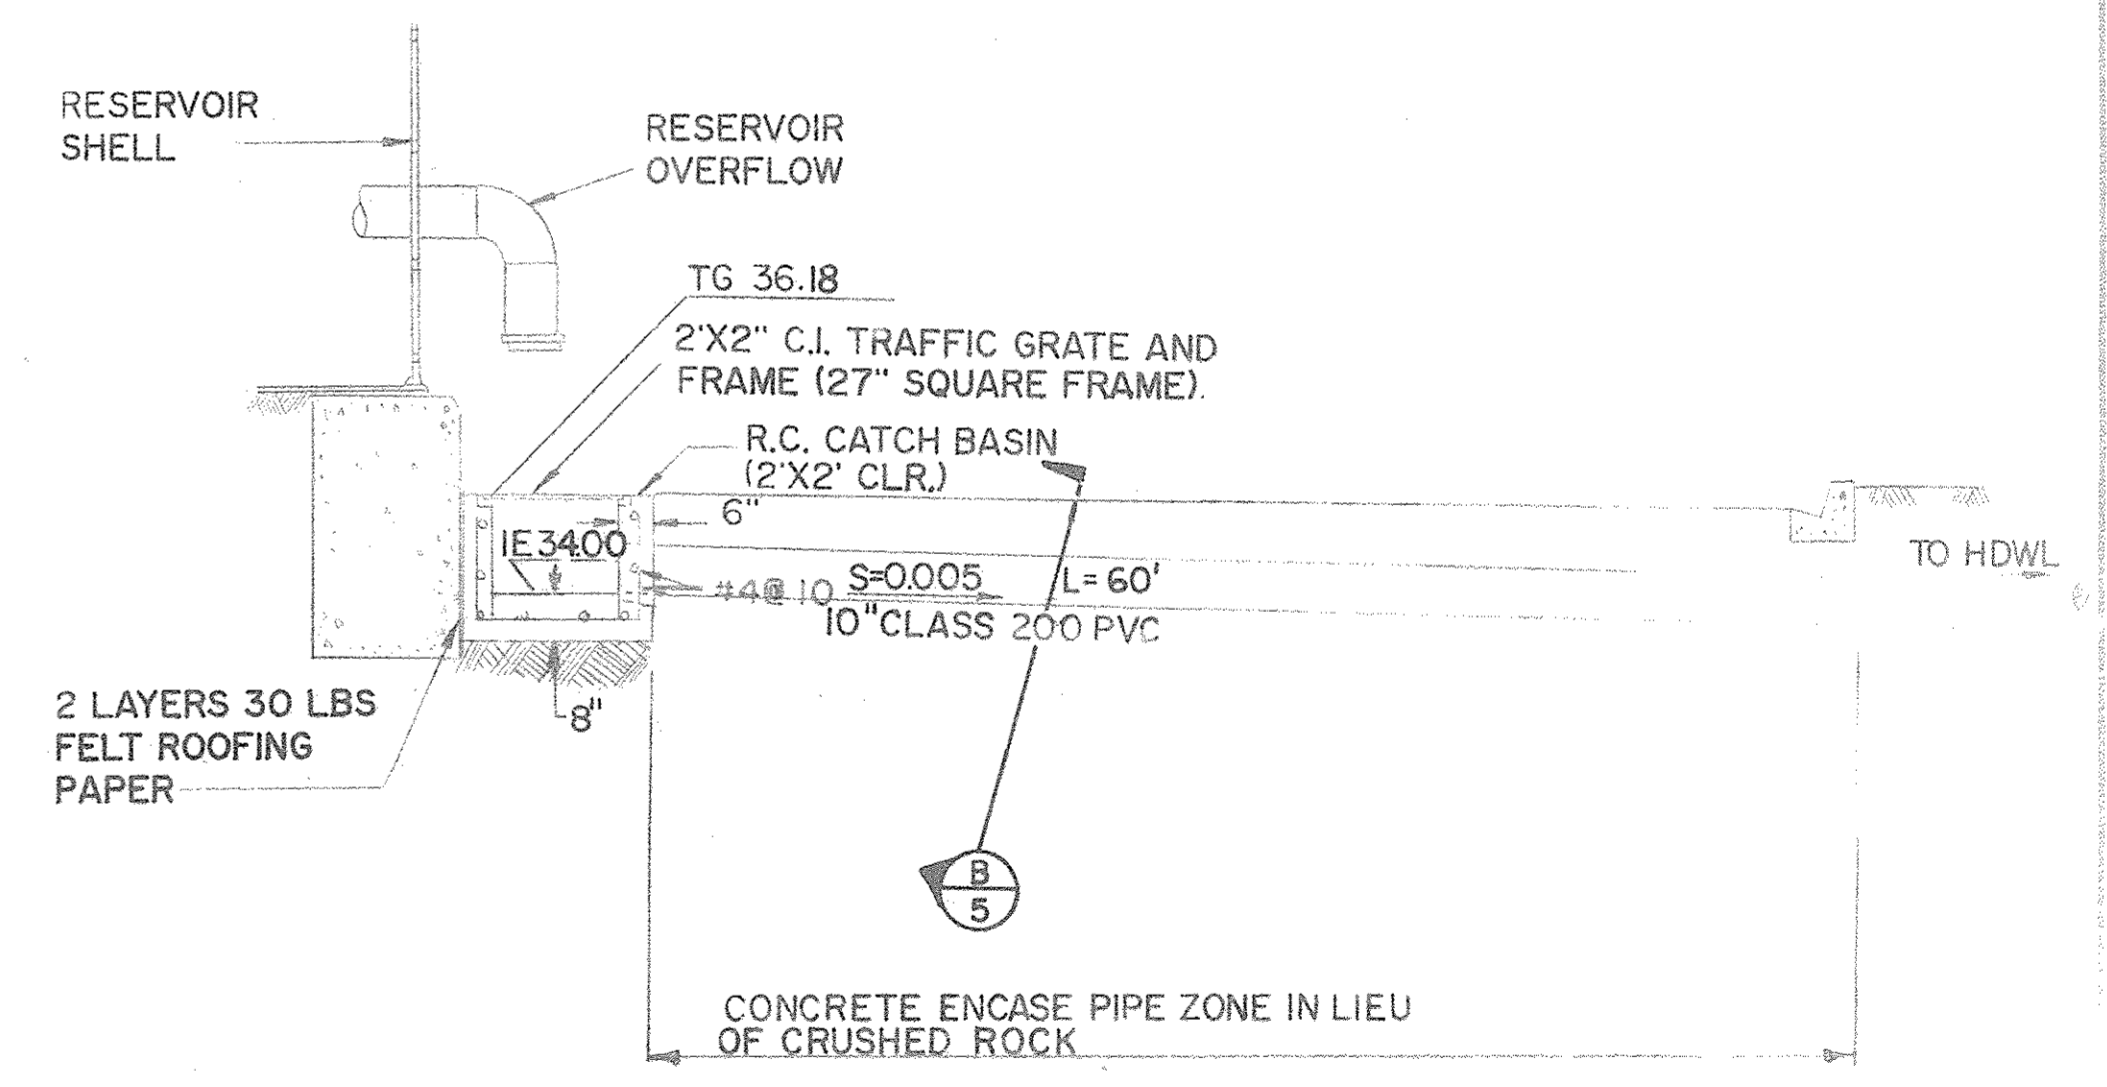 RESERVOIR
SHELL
RESERVOIR
OVERFLOW
TG 36.18
2'X2" C.I. TRAFFIC GRATE AND
FRAME (27" SQUARE FRAME).
R.C. CATCH BASIN
(2'X2' CLR.)
6"
IE 34.00
#4@ 10
S=0.005
L= 60'
10" CLASS 200 PVC
TO HDWL
8"
2 LAYERS 30 LBS
FELT ROOFING
PAPER
B
5
CONCRETE ENCASE PIPE ZONE IN LIEU
OF CRUSHED ROCK